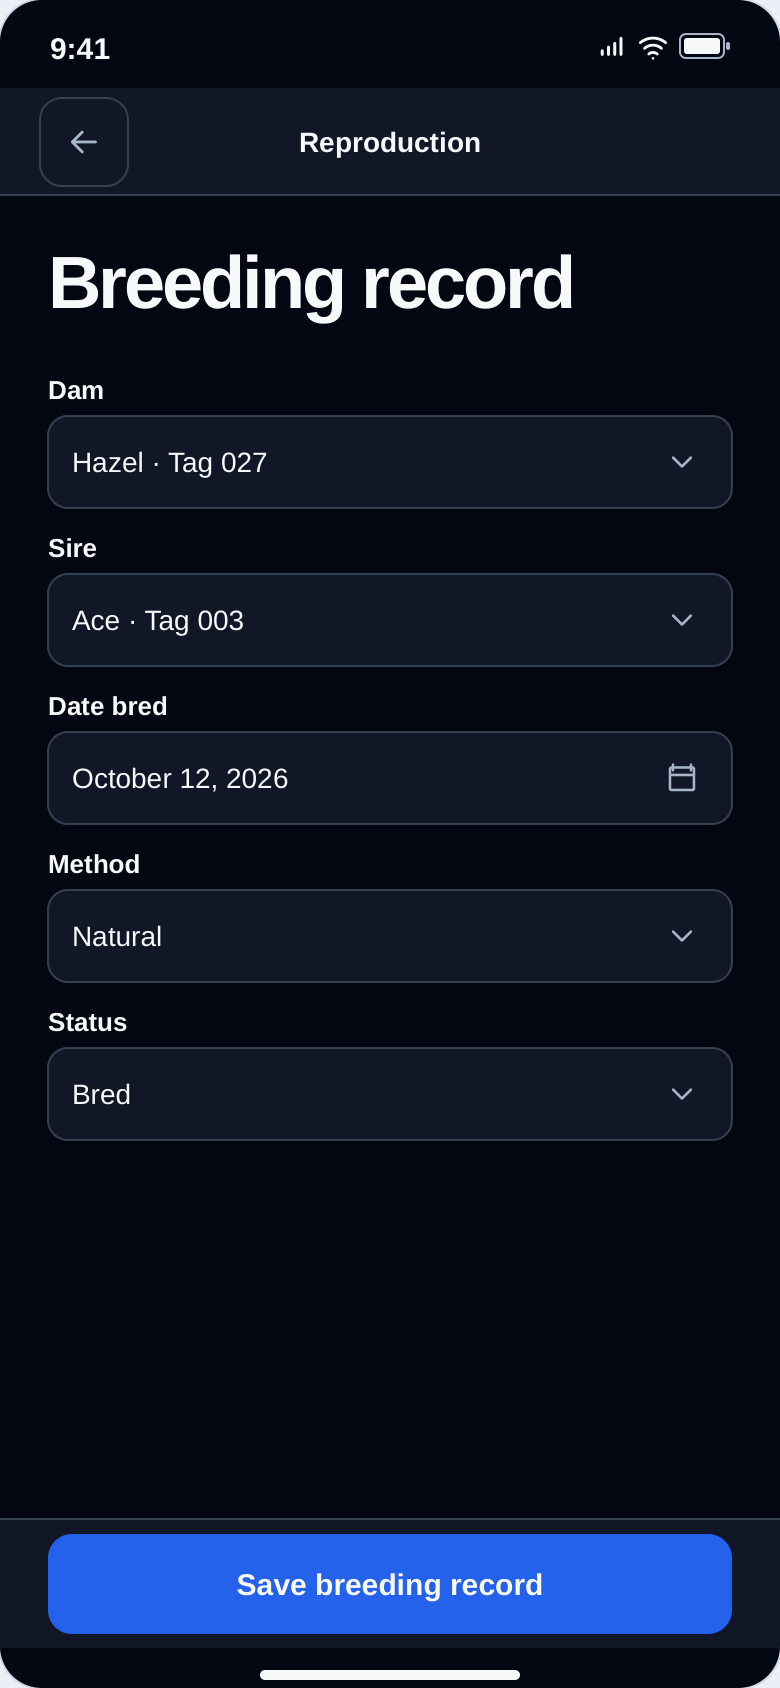 9:41
Reproduction
Breeding record
Dam
Hazel · Tag 027
Sire
Ace · Tag 003
Date bred
October 12, 2026
Method
Natural
Status
Bred
Save breeding record